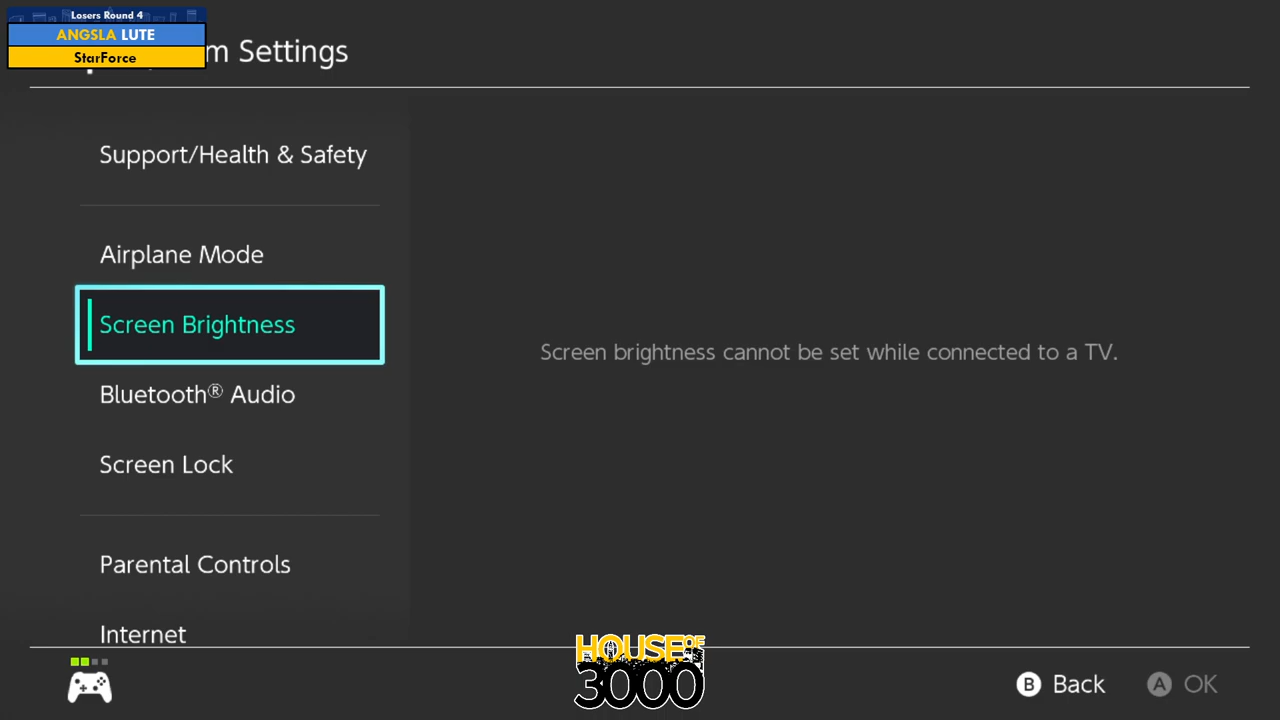 Losers Round 4
ANGSLA LUTE
StarForce
m Settings
Support/Health & Safety
Airplane Mode
Screen Brightness
Screen brightness cannot be set while connected to a TV.
Bluetooth® Audio
Screen Lock
Parental Controls
Internet
HOUSE OF
3000
B Back
A OK